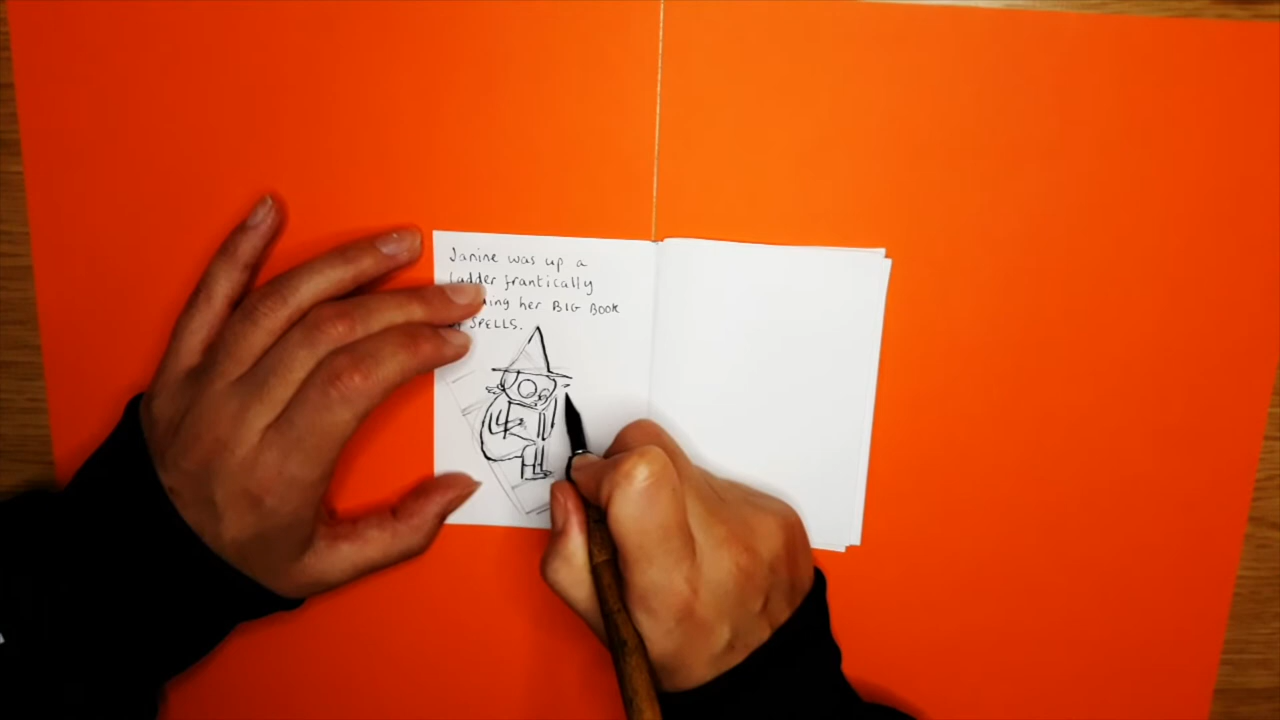 Janine was up a
Ladder frantically
her BIG BOOK
SPELLS.